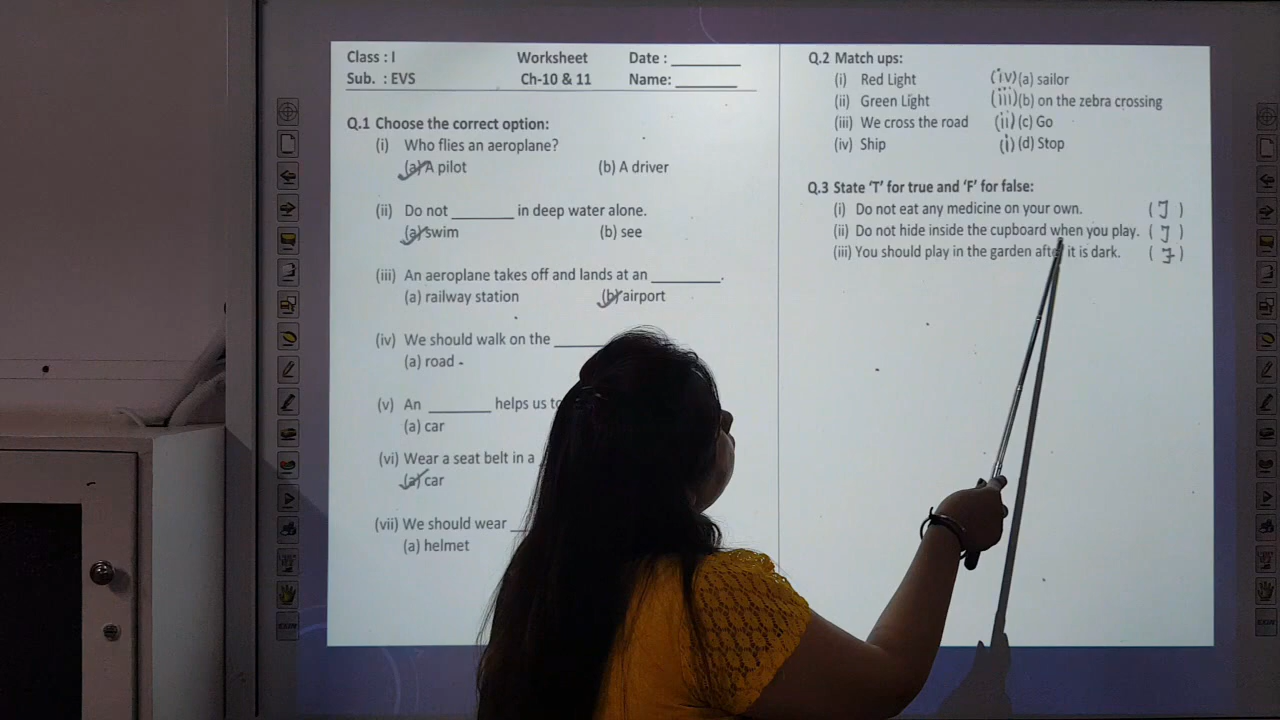 Class : I Worksheet Date : ________
Sub. : EVS Ch-10 & 11 Name: ________
Q.1 Choose the correct option:
(i) Who flies an aeroplane?
(a) A pilot (b) A driver
(ii) Do not ________ in deep water alone.
(a) swim (b) see
(iii) An aeroplane takes off and lands at an ________.
(a) railway station (b) airport
(iv) We should walk on the ________
(a) road -
(v) An ________ helps us
(a) car
(vi) Wear a seat belt in a
(a) car
(vii) We should wear
(a) helmet
Q.2 Match ups:
(i) Red Light (iv) (a) sailor
(ii) Green Light (iii) (b) on the zebra crossing
(iii) We cross the road (ii) (c) Go
(iv) Ship (i) (d) Stop
Q.3 State ‘T’ for true and ‘F’ for false:
(i) Do not eat any medicine on your own. ( T )
(ii) Do not hide inside the cupboard when you play. ( T )
(iii) You should play in the garden after it is dark. ( F )